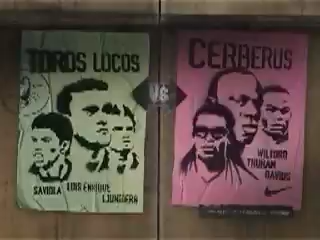 TOROS LOCOS
SAVIOLA
LUIS ENRIQUE
LJUNGBERG
VS
CERBERUS
WILTORD
THURAM
DAVIDS